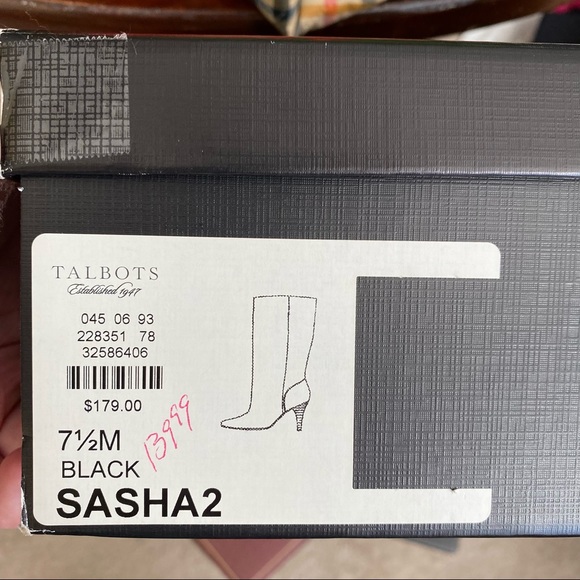 TALBOTS
Established 1947
045 06 93
228351 78
32586406
$179.00
13999
7½M
BLACK
SASHA2